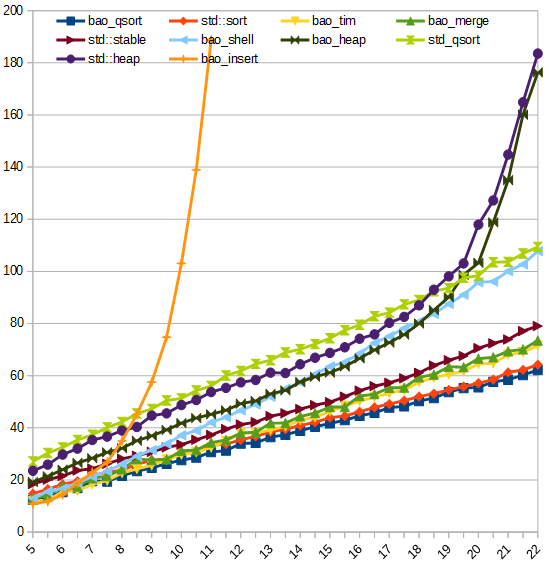 200
bao_qsort std::sort bao_tim bao_merge
std::stable bao_shell bao_heap std_qsort
std::heap bao_insert
180
160
140
120
100
80
60
40
20
0
5 6 7 8 9 10 11 12 13 14 15 16 17 18 19 20 21 22